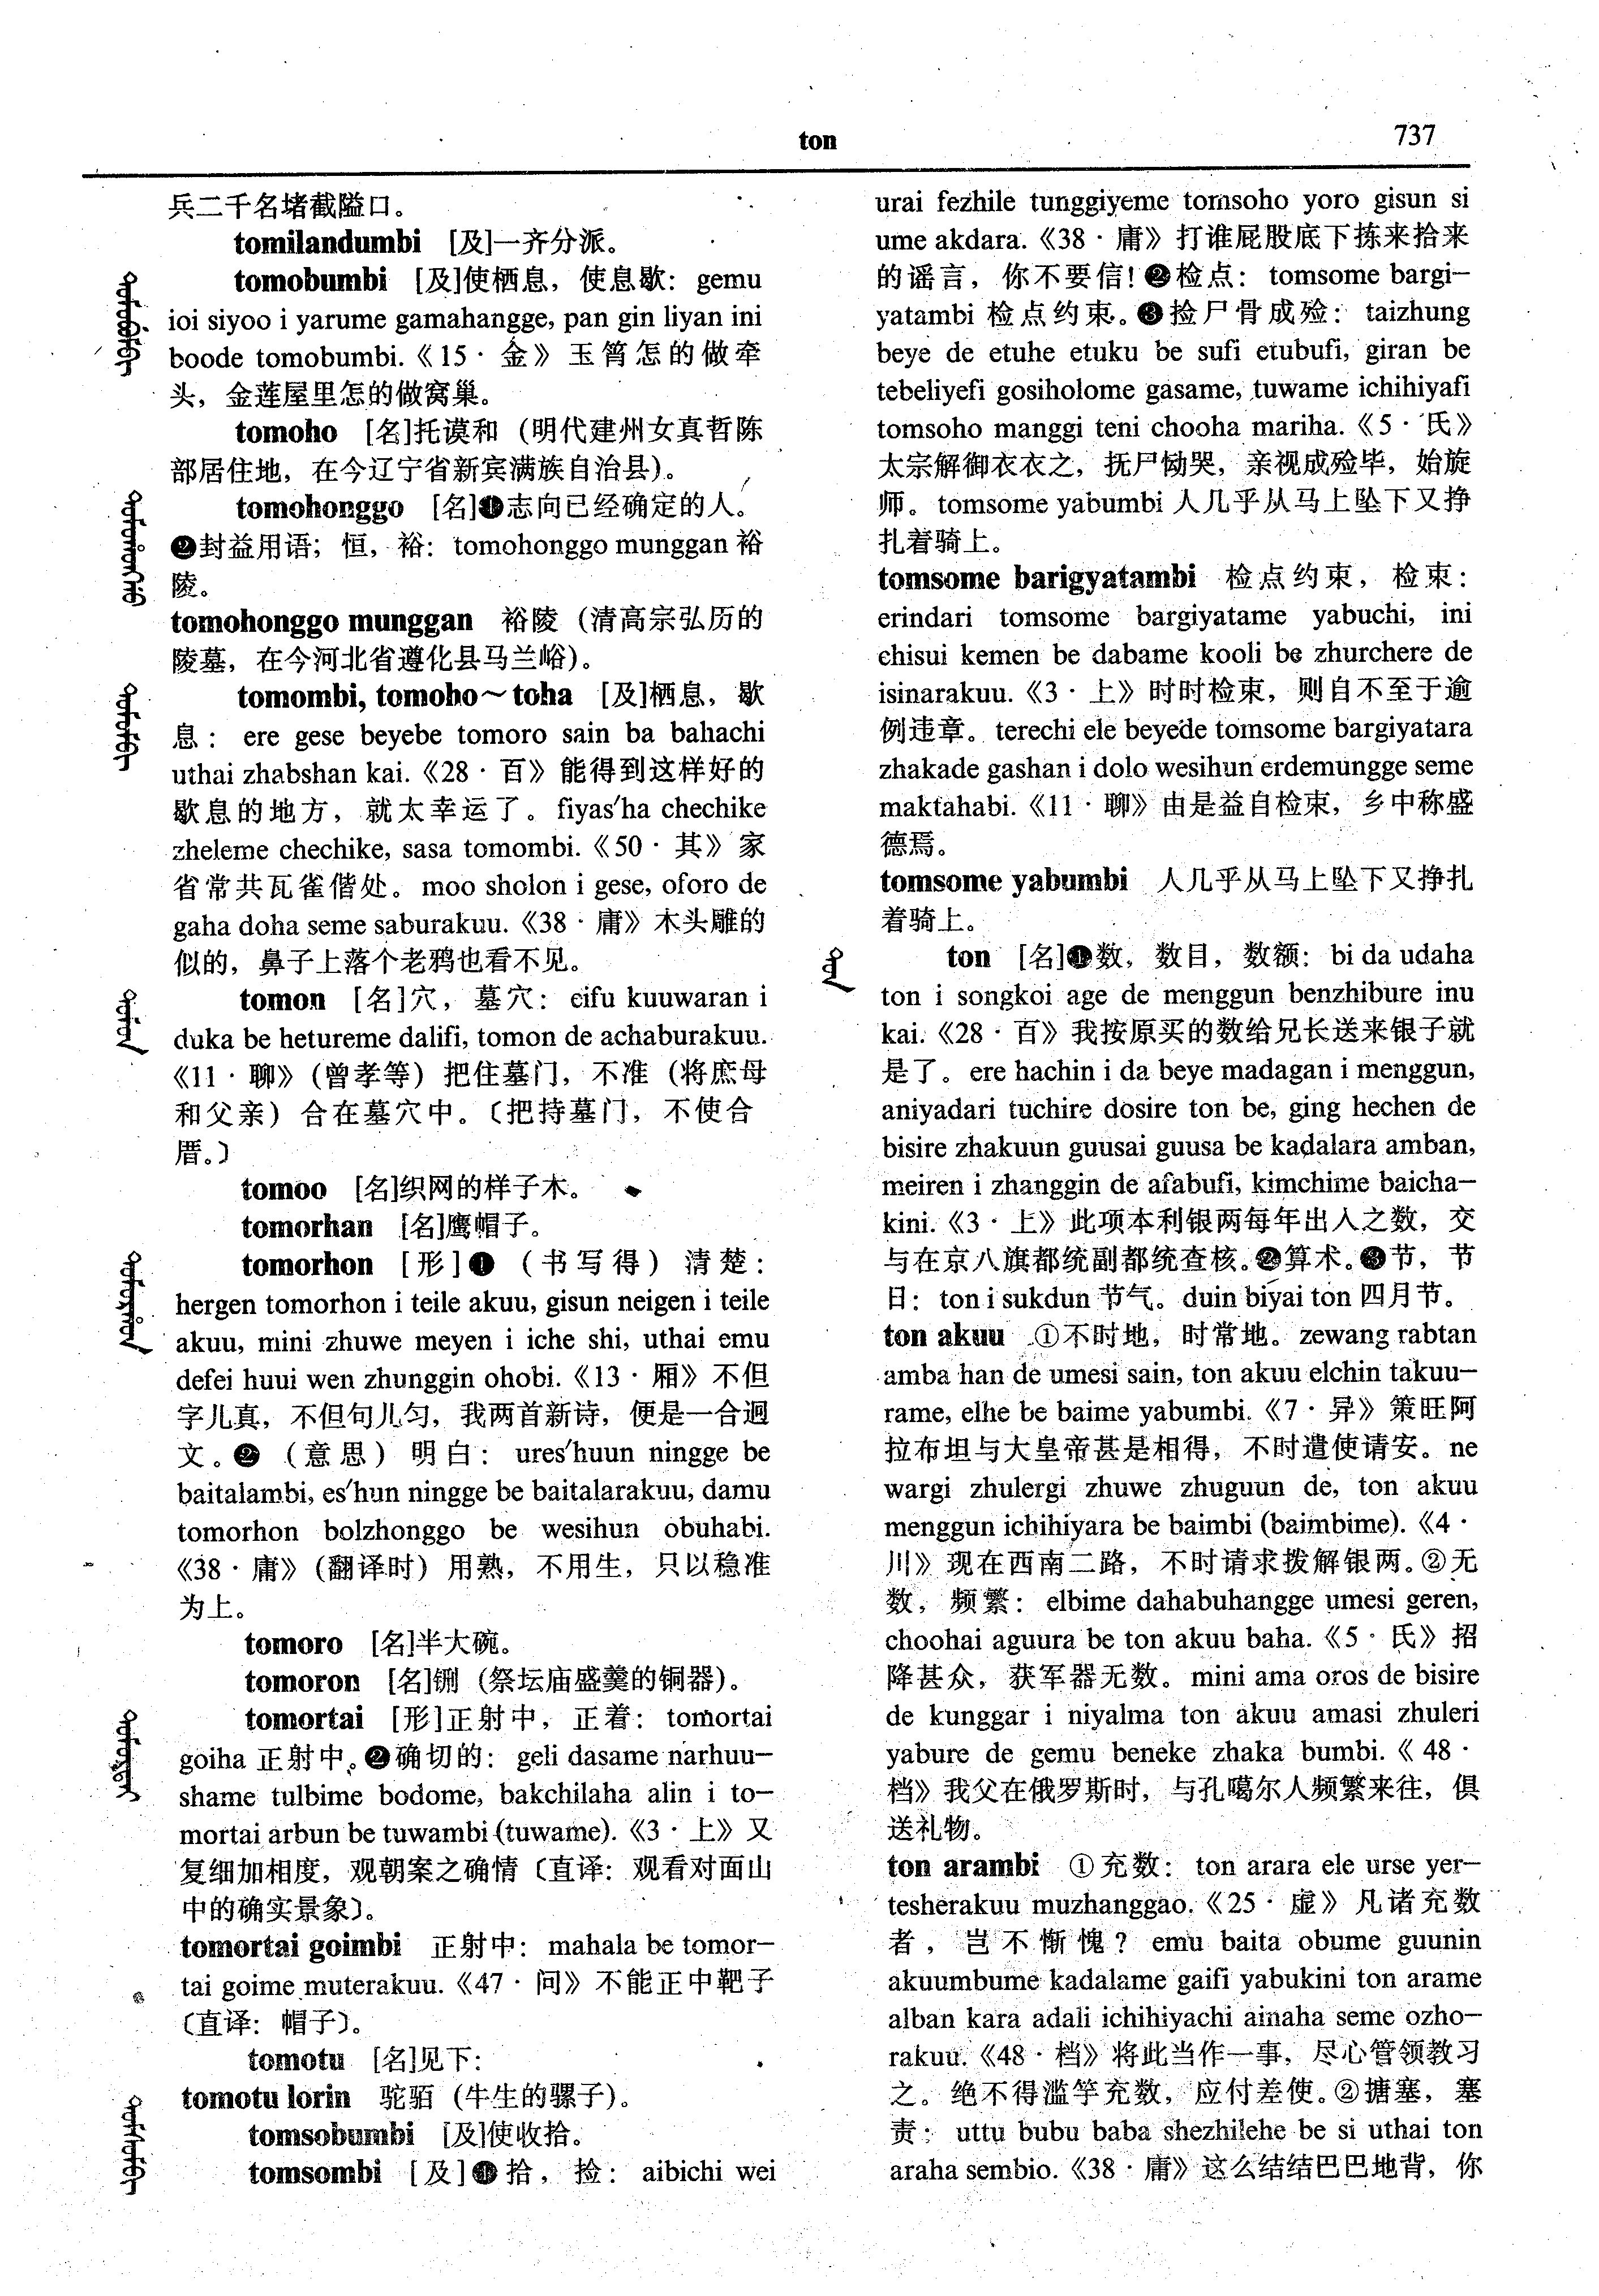 ton
737
兵二千名堵截隘口。
tomilandumbi [及]一齐分派。
tomobumbi [及]使栖息，使息歇：gemu
ioi siyoo i yarume gamahangge, pan gin liyan ini
boode tomobumbi.《15·金》玉筲怎的做牵
头，金莲屋里怎的做窝巢。
tomoho [名]托谟和（明代建州女真哲陈
部居住地，在今辽宁省新宾满族自治县）。
tomohonggo [名]❶志向已经确定的人。
❷封益用语；恒，裕：tomohonggo munggan 裕
陵。
tomohonggo munggan 裕陵（清高宗弘历的
陵墓，在今河北省遵化县马兰峪）。
tomombi, tomoho～toha [及]栖息，歇
息：ere gese beyebe tomoro sain ba bahachi
uthai zhabshan kai.《28·百》能得到这样好的
歇息的地方，就太幸运了。fiyas'ha chechike
zheleme chechike, sasa tomombi.《50·其》家
省常共瓦雀偕处。moo sholon i gese, oforo de
gaha doha seme saburakuu.《38·庸》木头雕的
似的，鼻子上落个老鸦也看不见。
tomon [名]穴，墓穴：eifu kuuwaran i
duka be hetureme dalifi, tomon de achaburakuu.
《11·聊》（曾孝等）把住墓门，不准（将庶母
和父亲）合在墓穴中。〔把持墓门，不使合
厝。〕
tomoo [名]织网的样子木。
tomorhan [名]鹰帽子。
tomorhon [形]❶（书写得）清楚：
hergen tomorhon i teile akuu, gisun neigen i teile
akuu, mini zhuwe meyen i iche shi, uthai emu
defei huui wen zhunggin ohobi.《13·厢》不但
字儿真，不但句儿匀，我两首新诗，便是一合迴
文。❷（意思）明白：ures'huun ningge be
baitalambi, es'hun ningge be baitalarakuu, damu
tomorhon bolzhonggo be wesihun obuhabi.
《38·庸》（翻译时）用熟，不用生，只以稳准
为上。
tomoro [名]半大碗。
tomoron [名]铏（祭坛庙盛羹的铜器）。
tomortai [形]正射中，正着：tomortai
goiha 正射中。❷确切的：geli dasame narhuu–
shame tulbime bodome, bakchilaha alin i to–
mortai arbun be tuwambi (tuwame).《3·上》又
复细加相度，观朝案之确情〔直译：观看对面山
中的确实景象〕。
tomortai goimbi 正射中：mahala be tomor–
tai goime muterakuu.《47·问》不能正中靶子
〔直译：帽子〕。
tomotu [名]见下：
tomotu lorin 驼驲（牛生的骡子）。
tomsobumbi [及]使收拾。
tomsombi [及]❶拾，捡：aibichi wei
urai fezhile tunggiyeme tomsoho yoro gisun si
ume akdara.《38·庸》打谁屁股底下拣来拾来
的谣言，你不要信！❷检点：tomsome bargi–
yatambi 检点约束。❸捡尸骨成殓：taizhung
beye de etuhe etuku be sufi etubufi, giran be
tebeliyefi gosiholome gasame, tuwame ichihiyafi
tomsoho manggi teni chooha mariha.《5·氏》
太宗解御衣衣之，抚尸恸哭，亲视成殓毕，始旋
师。tomsome yabumbi 人几乎从马上坠下又挣
扎着骑上。
tomsome barigyatambi 检点约束，检束：
erindari tomsome bargiyatame yabuchi, ini
chisui kemen be dabame kooli be zhurchere de
isinarakuu.《3·上》时时检束，则自不至于逾
例违章。terechi ele beyede tomsome bargiyatara
zhakade gashan i dolo wesihun erdemungge seme
maktahabi.《11·聊》由是益自检束，乡中称盛
德焉。
tomsome yabumbi 人几乎从马上坠下又挣扎
着骑上。
ton [名]❶数，数目，数额：bi da udaha
ton i songkoi age de menggun benzhibure inu
kai.《28·百》我按原买的数给兄长送来银子就
是了。ere hachin i da beye madagan i menggun,
aniyadari tuchire dosire ton be, ging hechen de
bisire zhakuun guusai guusa be kadalara amban,
meiren i zhanggin de afabufi, kimchime baicha–
kini.《3·上》此项本利银两每年出入之数，交
与在京八旗都统副都统查核。❷算术。❸节，节
日：ton i sukdun 节气。duin biyai ton 四月节。
ton akuu ①不时地，时常地。zewang rabtan
amba han de umesi sain, ton akuu elchin takuu–
rame, elhe be baime yabumbi.《7·异》策旺阿
拉布坦与大皇帝甚是相得，不时遣使请安。ne
wargi zhulergi zhuwe zhuguun de, ton akuu
menggun ichihiyara be baimbi (baimbime).《4·
川》现在西南二路，不时请求拨解银两。②无
数，频繁：elbime dahabuhangge umesi geren,
choohai aguura be ton akuu baha.《5·氏》招
降甚众，获军器无数。mini ama oros de bisire
de kunggar i niyalma ton akuu amasi zhuleri
yabure de gemu beneke zhaka bumbi.《48·
档》我父在俄罗斯时，与孔噶尔人频繁来往，俱
送礼物。
ton arambi ①充数：ton arara ele urse yer–
tesherakuu muzhanggao.《25·虚》凡诸充数
者，岂不惭愧？emu baita obume guunin
akuumbume kadalame gaifi yabukini ton arame
alban kara adali ichihiyachi ainaha seme ozho–
rakuu.《48·档》将此当作一事，尽心管领教习
之。绝不得滥竽充数，应付差使。②搪塞，塞
责：uttu bubu baba shezhilehe be si uthai ton
araha sembio.《38·庸》这么结结巴巴地背，你